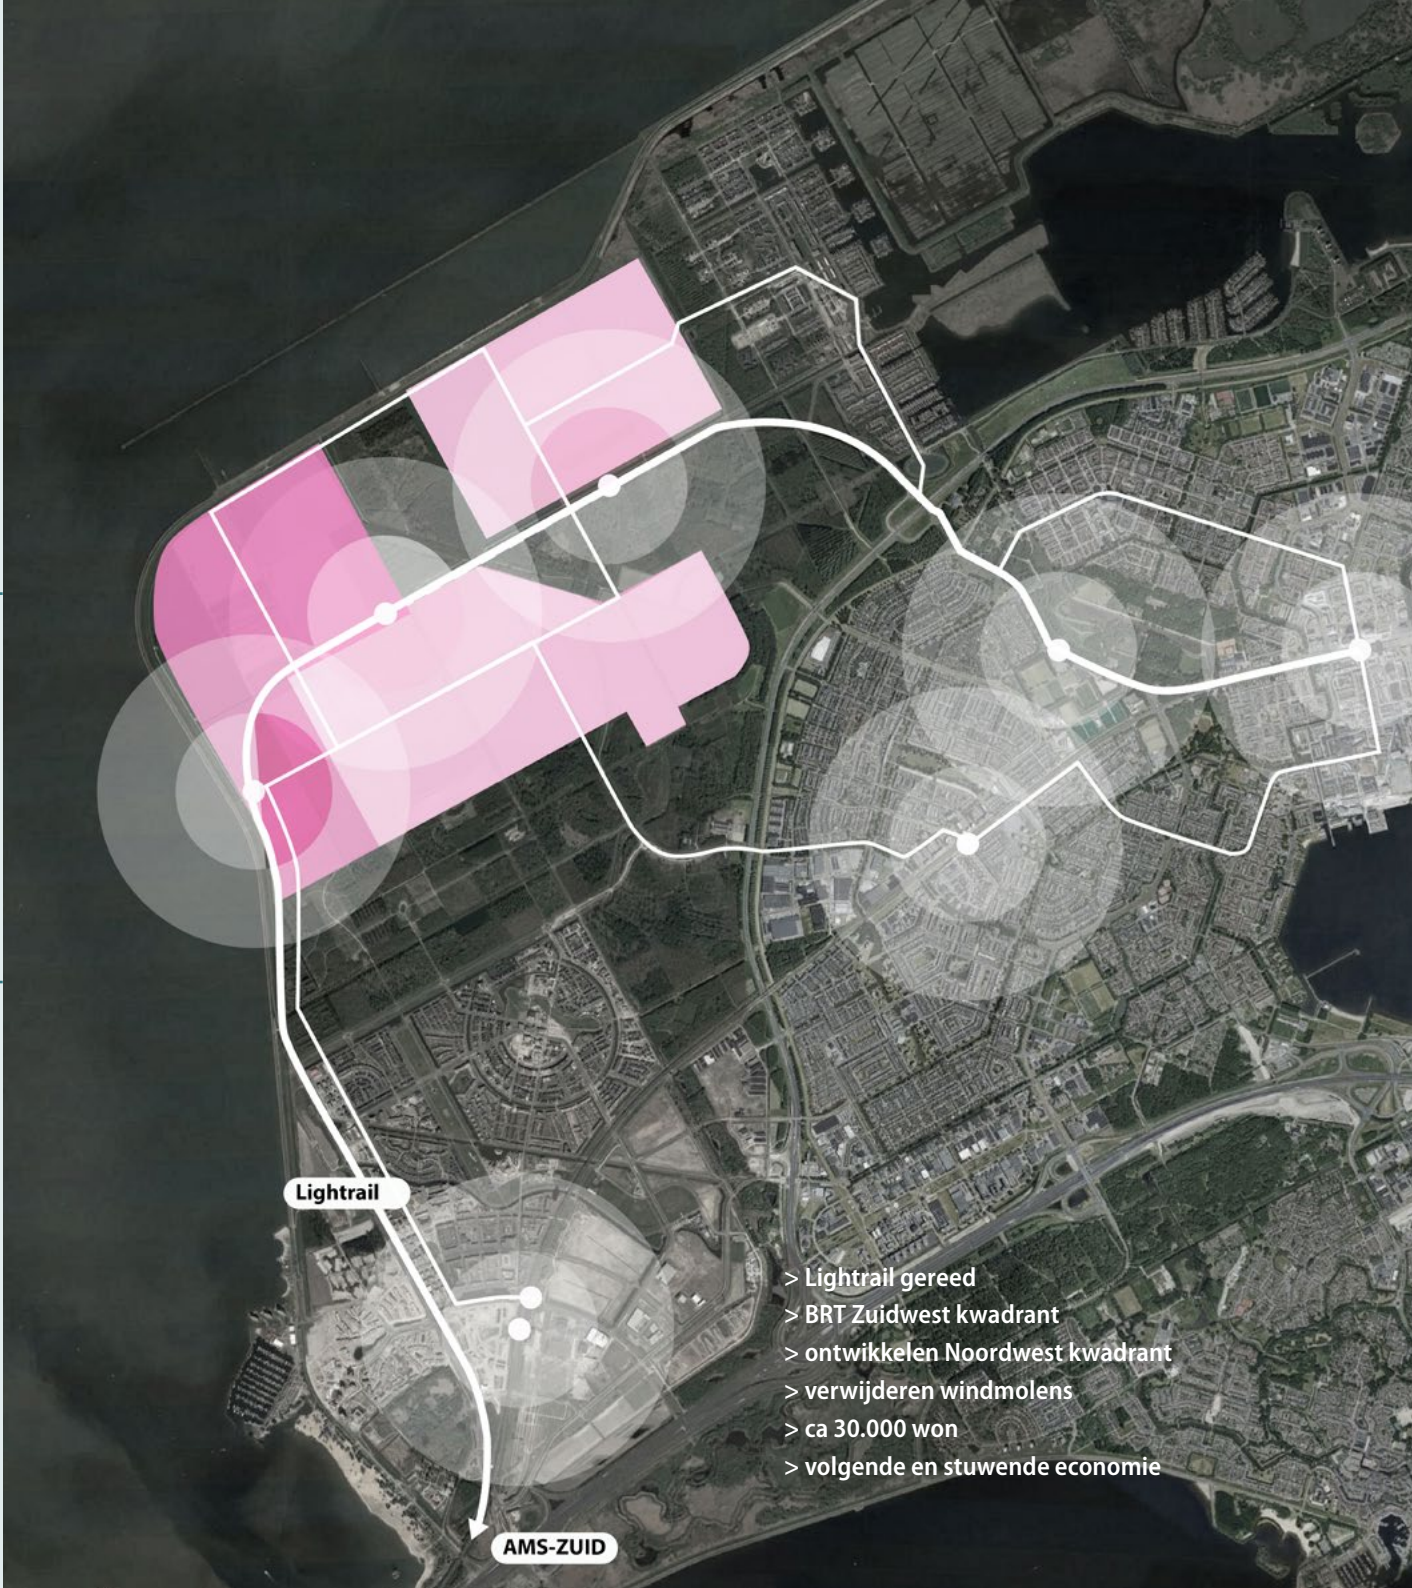 Lightrail
> Lightrail gereed
> BRT Zuidwest kwadrant
> ontwikkelen Noordwest kwadrant
> verwijderen windmolens
> ca 30.000 won
> volgende en stuwende economie
AMS-ZUID